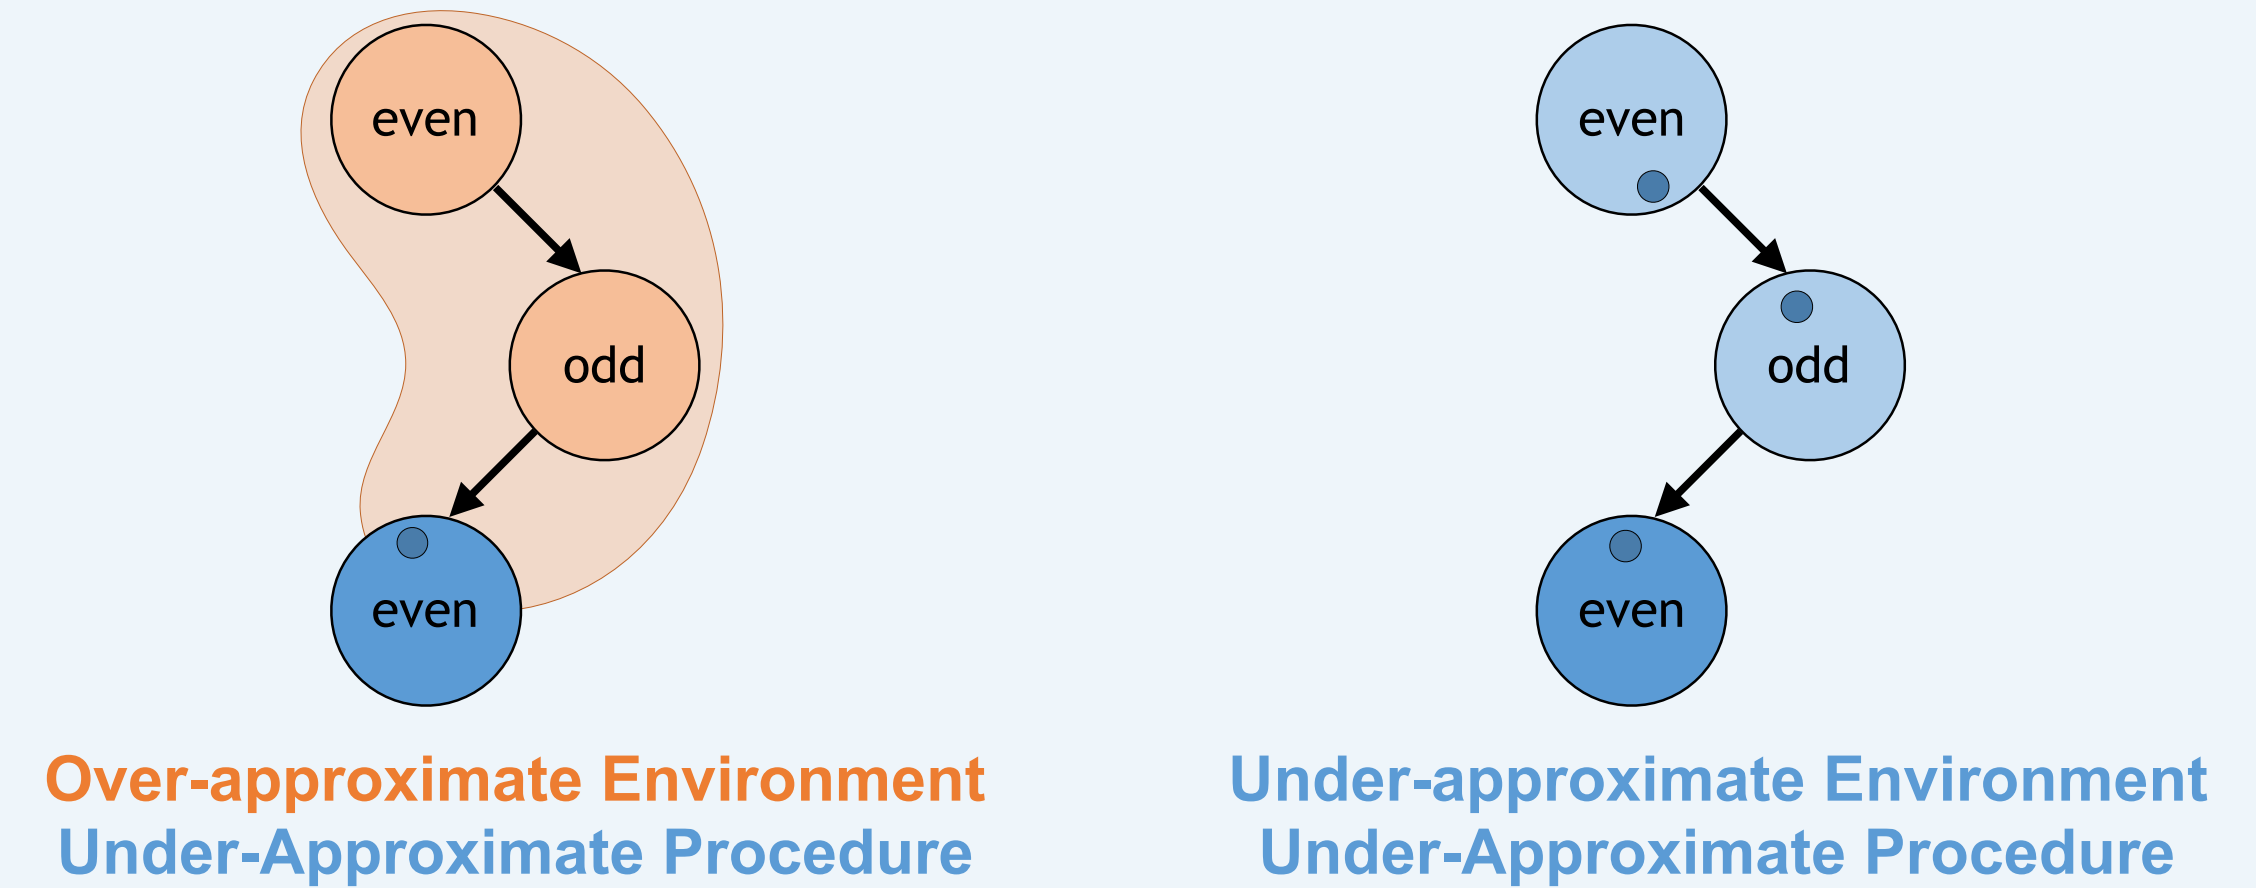 even
odd
even
Over-approximate Environment
Under-Approximate Procedure
even
odd
even
Under-approximate Environment
Under-Approximate Procedure